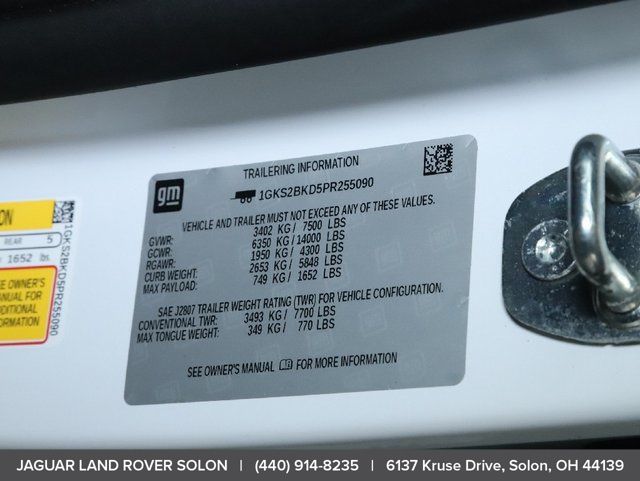 TRAILERING INFORMATION
gm
1GKS2BKD5PR255090
VEHICLE AND TRAILER MUST NOT EXCEED ANY OF THESE VALUES.
GVWR: 3402 KG / 7500 LBS
GCWR: 6350 KG / 14000 LBS
RGAWR: 1950 KG / 4300 LBS
CURB WEIGHT: 2653 KG / 5848 LBS
MAX PAYLOAD: 749 KG / 1652 LBS
SAE J2807 TRAILER WEIGHT RATING (TWR) FOR VEHICLE CONFIGURATION.
CONVENTIONAL TWR: 3493 KG / 7700 LBS
MAX TONGUE WEIGHT: 349 KG / 770 LBS
SEE OWNER'S MANUAL FOR MORE INFORMATION
REAR 5
1652 lbs.
SEE OWNER'S
MANUAL FOR
1GKS2BKD5PR255090
JAGUAR LAND ROVER SOLON | (440) 914-8235 | 6137 Kruse Drive, Solon, OH 44139